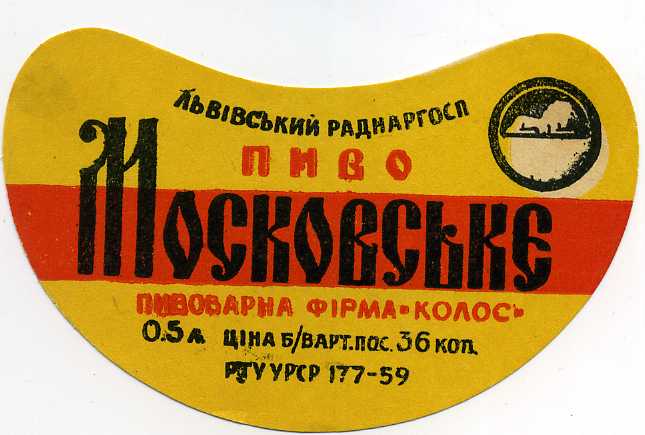 ЛЬВІВСЬКИЙ РАДНАРГОСП
ПИВО
МОСКОВСЬКЕ
ПИВОВАРНА ФІРМА „КОЛОС"
0.5 л. ЦІНА Б/ВАРТ.ПОС. 36 КОП.
РТУ УРСР 177-59